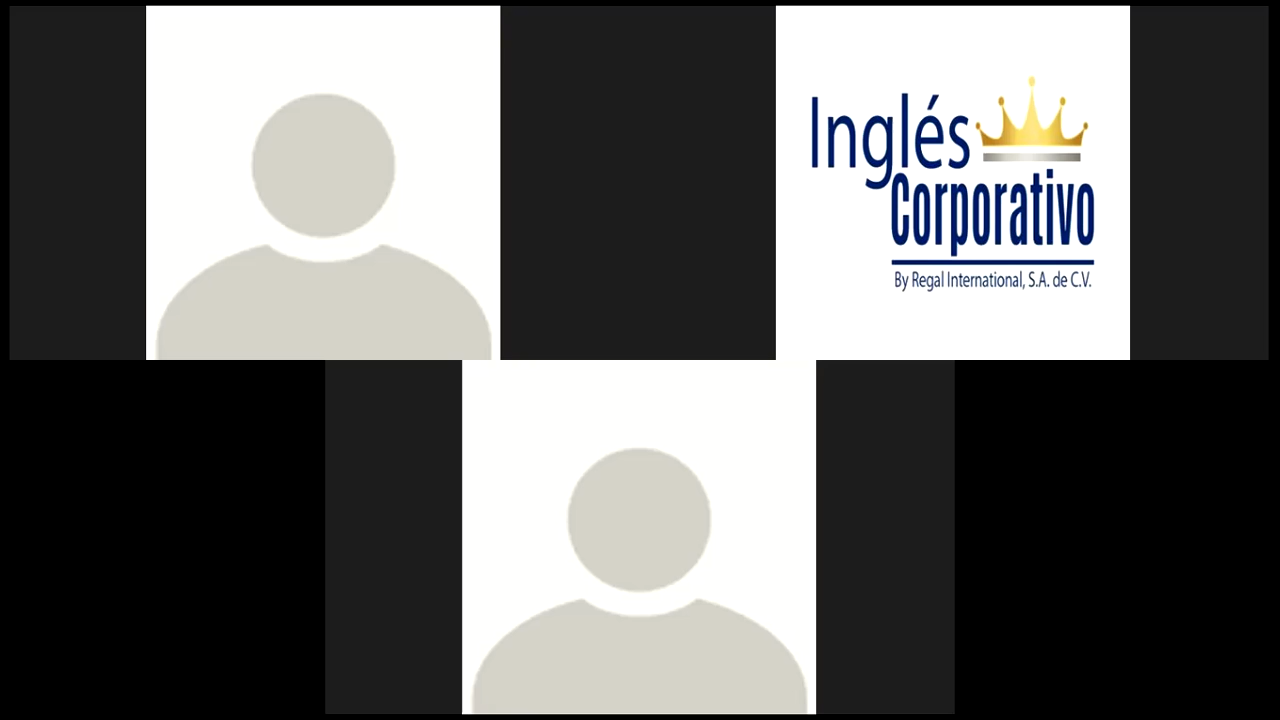 Inglés
Corporativo
By Regal International, S.A. de C.V.